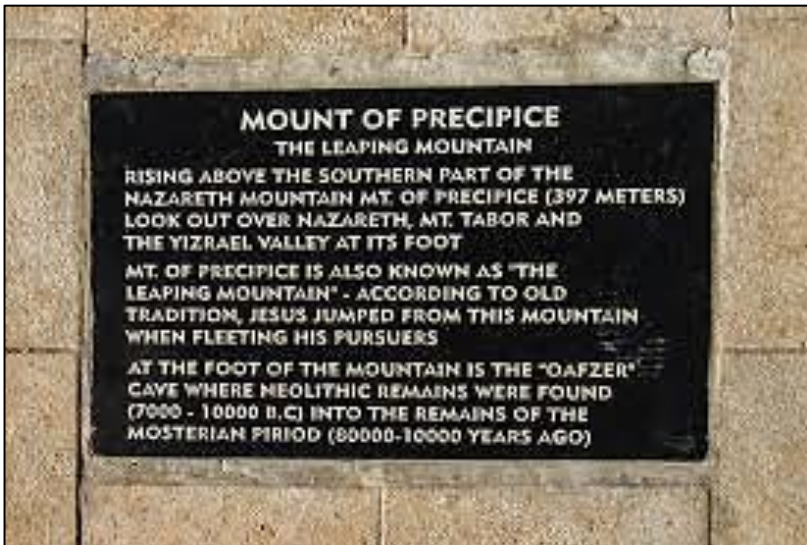 MOUNT OF PRECIPICE
THE LEAPING MOUNTAIN
RISING ABOVE THE SOUTHERN PART OF THE
NAZARETH MOUNTAIN MT. OF PRECIPICE (397 METERS)
LOOK OUT OVER NAZARETH, MT. TABOR AND
THE YIZRAEL VALLEY AT ITS FOOT
MT. OF PRECIPICE IS ALSO KNOWN AS "THE
LEAPING MOUNTAIN" - ACCORDING TO OLD
TRADITION, JESUS JUMPED FROM THIS MOUNTAIN
WHEN FLEETING HIS PURSUERS
AT THE FOOT OF THE MOUNTAIN IS THE "OAFZER"
CAVE WHERE NEOLITHIC REMAINS WERE FOUND
(7000 - 10000 B.C) INTO THE REMAINS OF THE
MOSTERIAN PIRIOD (80000-10000 YEARS AGO)